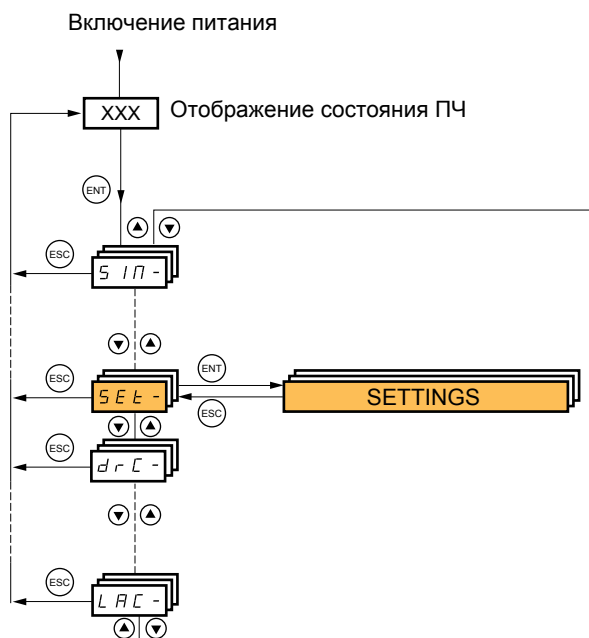 Включение питания
XXX Отображение состояния ПЧ
ENT
ESC
SIM-
ENT
ESC
SEt- SETTINGS
ESC
ESC
drC-
ESC
LAC-